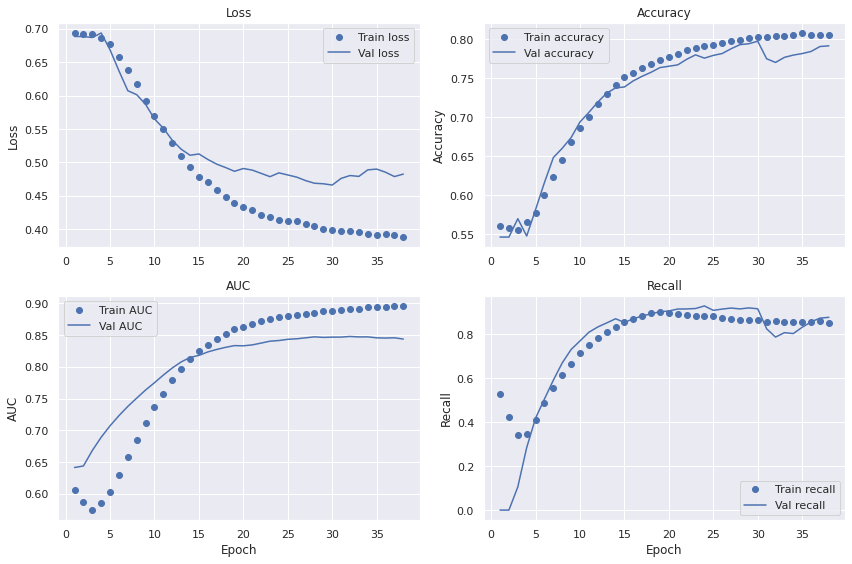 Loss
0.70
0.65
0.60
0.55
0.50
0.45
0.40
Loss
Train loss
Val loss
0 5 10 15 20 25 30 35
Accuracy
0.80
0.75
0.70
0.65
0.60
0.55
Accuracy
Train accuracy
Val accuracy
0 5 10 15 20 25 30 35
AUC
0.90
0.85
0.80
0.75
0.70
0.65
0.60
AUC
Train AUC
Val AUC
0 5 10 15 20 25 30 35
Epoch
Recall
0.8
0.6
0.4
0.2
0.0
Recall
Train recall
Val recall
0 5 10 15 20 25 30 35
Epoch